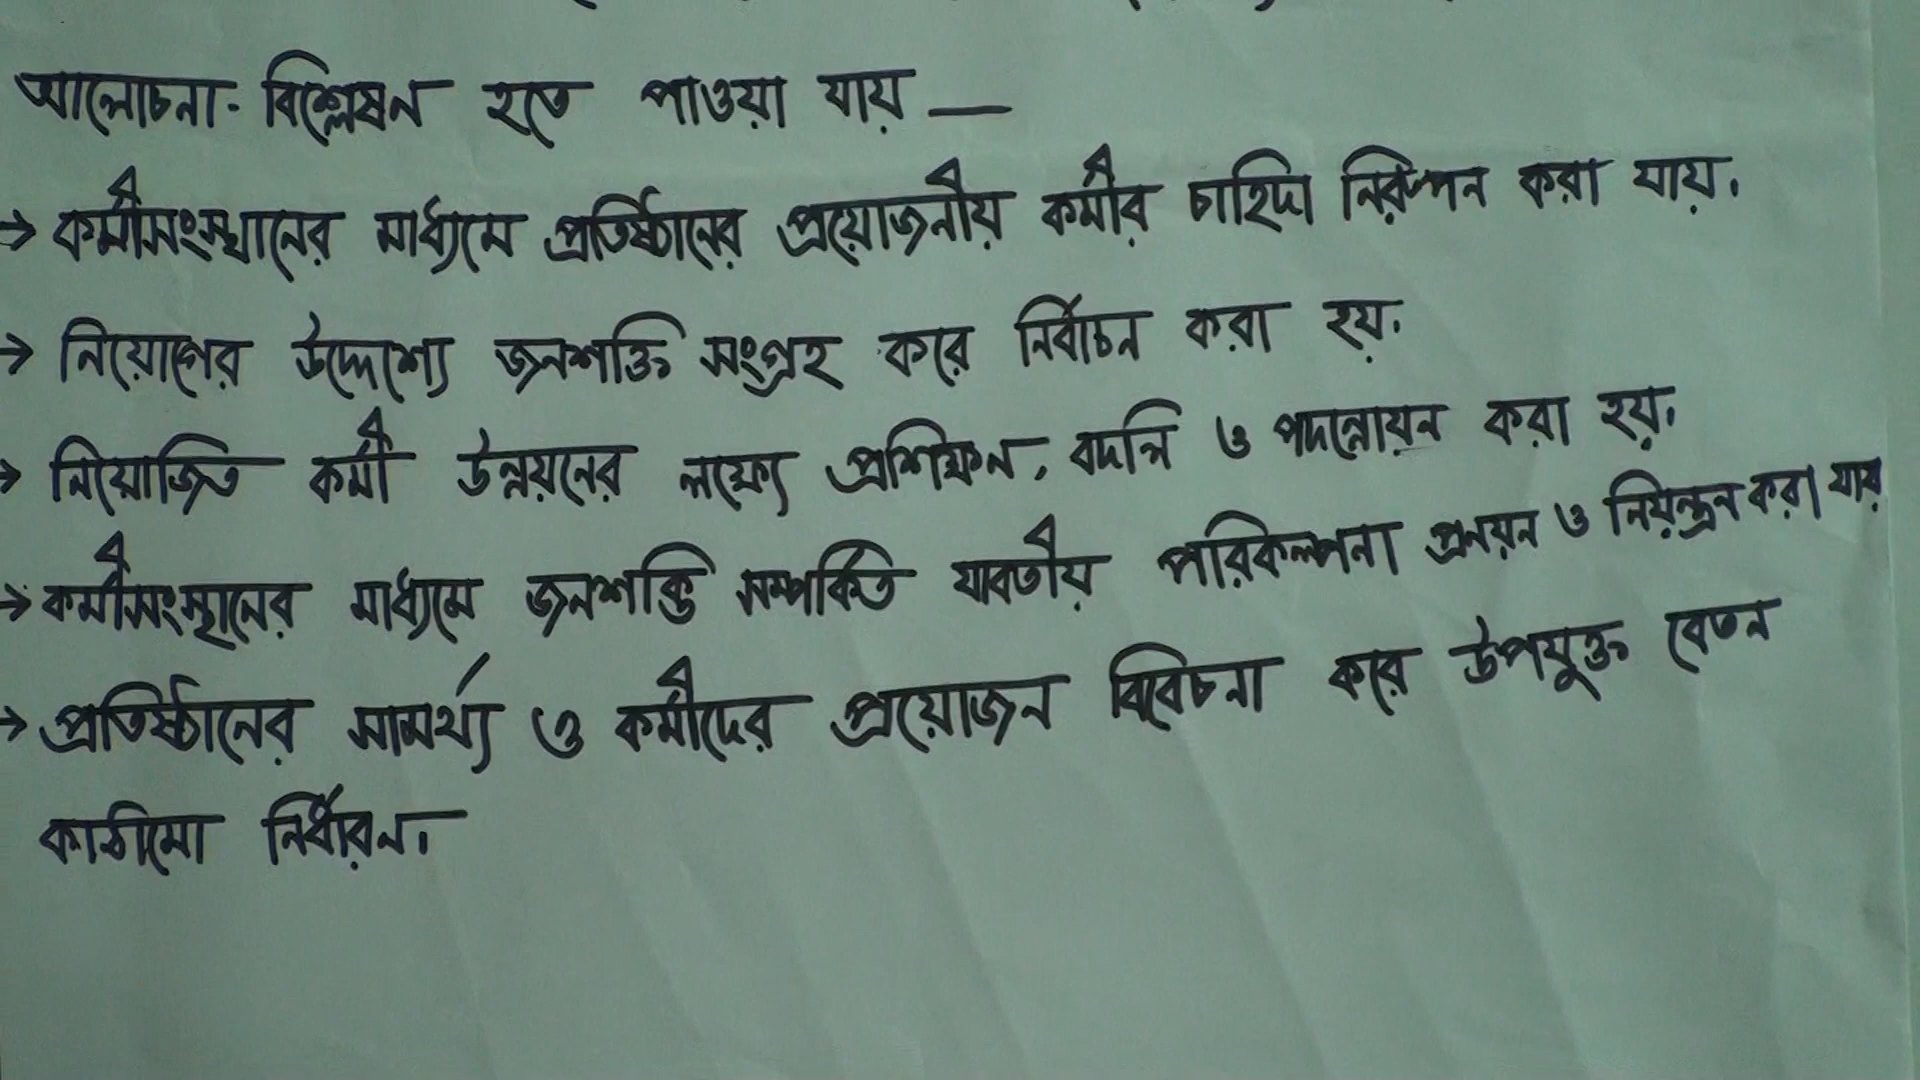 আলোচনা-বিশ্লেষন হতে পাওয়া যায় —
→ কর্মীসংস্থানের মাধ্যমে প্রতিষ্ঠানের প্রয়োজনীয় কর্মীর চাহিদা নিরূপন করা যায়.
→ নিয়োগের উদ্দেশ্যে জনশক্তি সংগ্রহ করে নির্বাচন করা হয়.
→ নিয়োজিত কর্মী উন্নয়নের লক্ষ্যে প্রশিক্ষন, বদলি ও পদন্নোয়ন করা হয়.
→ কর্মীসংস্থানের মাধ্যমে জনশক্তি সম্পর্কিত যাবতীয় পরিকল্পনা প্রনয়ন ও নিয়ন্ত্রন করা যায়
→ প্রতিষ্ঠানের সামর্থ্য ও কর্মীদের প্রয়োজন বিবেচনা করে উপযুক্ত বেতন
কাঠামো নির্ধারন.